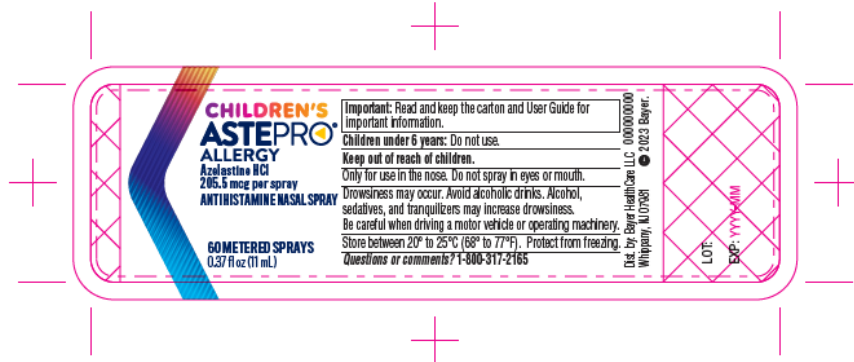 CHILDREN'S
ASTEPRO®
ALLERGY
Azelastine HCl
205.5 mcg per spray
ANTIHISTAMINE NASAL SPRAY
60 METERED SPRAYS
0.37 fl oz (11 mL)
Important: Read and keep the carton and User Guide for
important information.
Children under 6 years: Do not use.
Keep out of reach of children.
Only for use in the nose. Do not spray in eyes or mouth.
Drowsiness may occur. Avoid alcoholic drinks. Alcohol,
sedatives, and tranquilizers may increase drowsiness.
Be careful when driving a motor vehicle or operating machinery.
Store between 20° to 25°C (68° to 77°F). Protect from freezing.
Questions or comments? 1-800-317-2165
Dist. by: Bayer HealthCare LLC 000000000
Whippany, NJ 07981 © 2023 Bayer.
LOT:
EXP: YYYY-MM